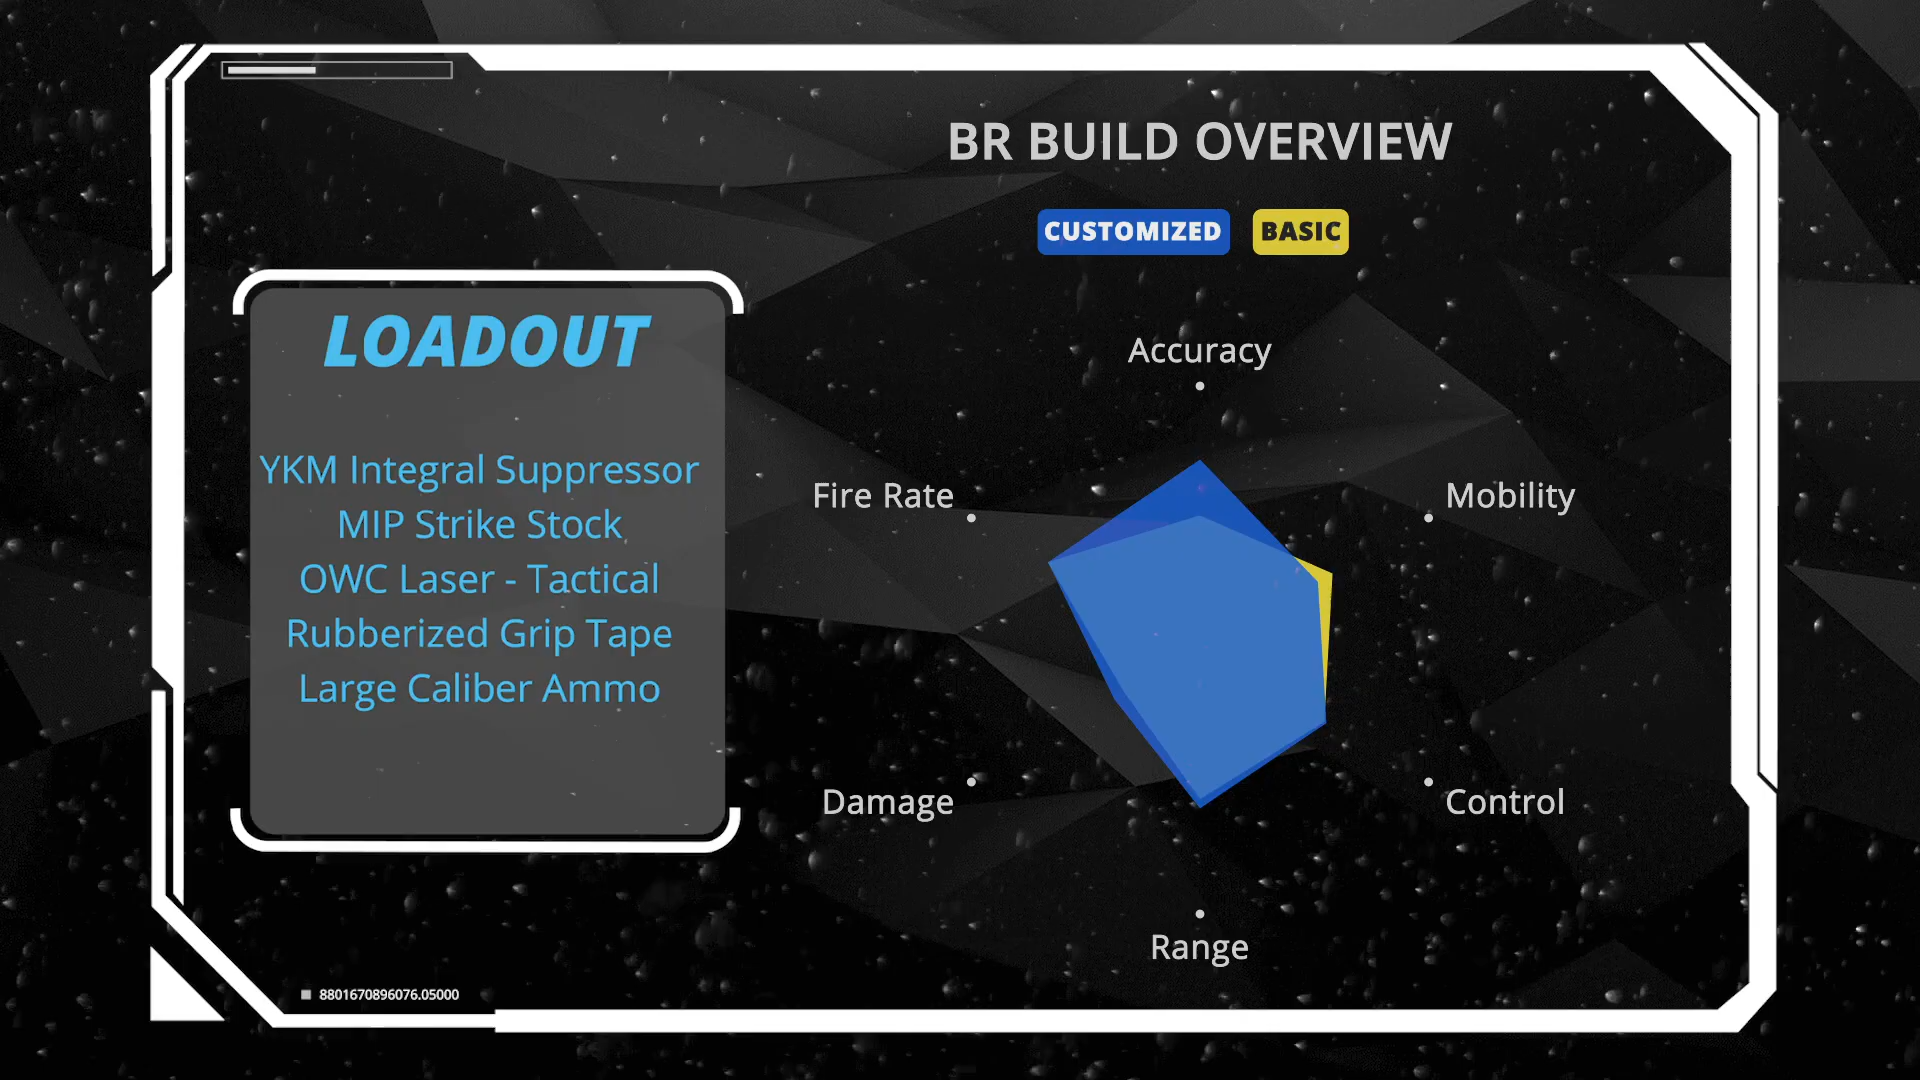 BR BUILD OVERVIEW
CUSTOMIZED BASIC
LOADOUT
YKM Integral Suppressor
MIP Strike Stock
OWC Laser - Tactical
Rubberized Grip Tape
Large Caliber Ammo
Accuracy
Fire Rate
Mobility
Damage
Control
Range
8801670896076.05000